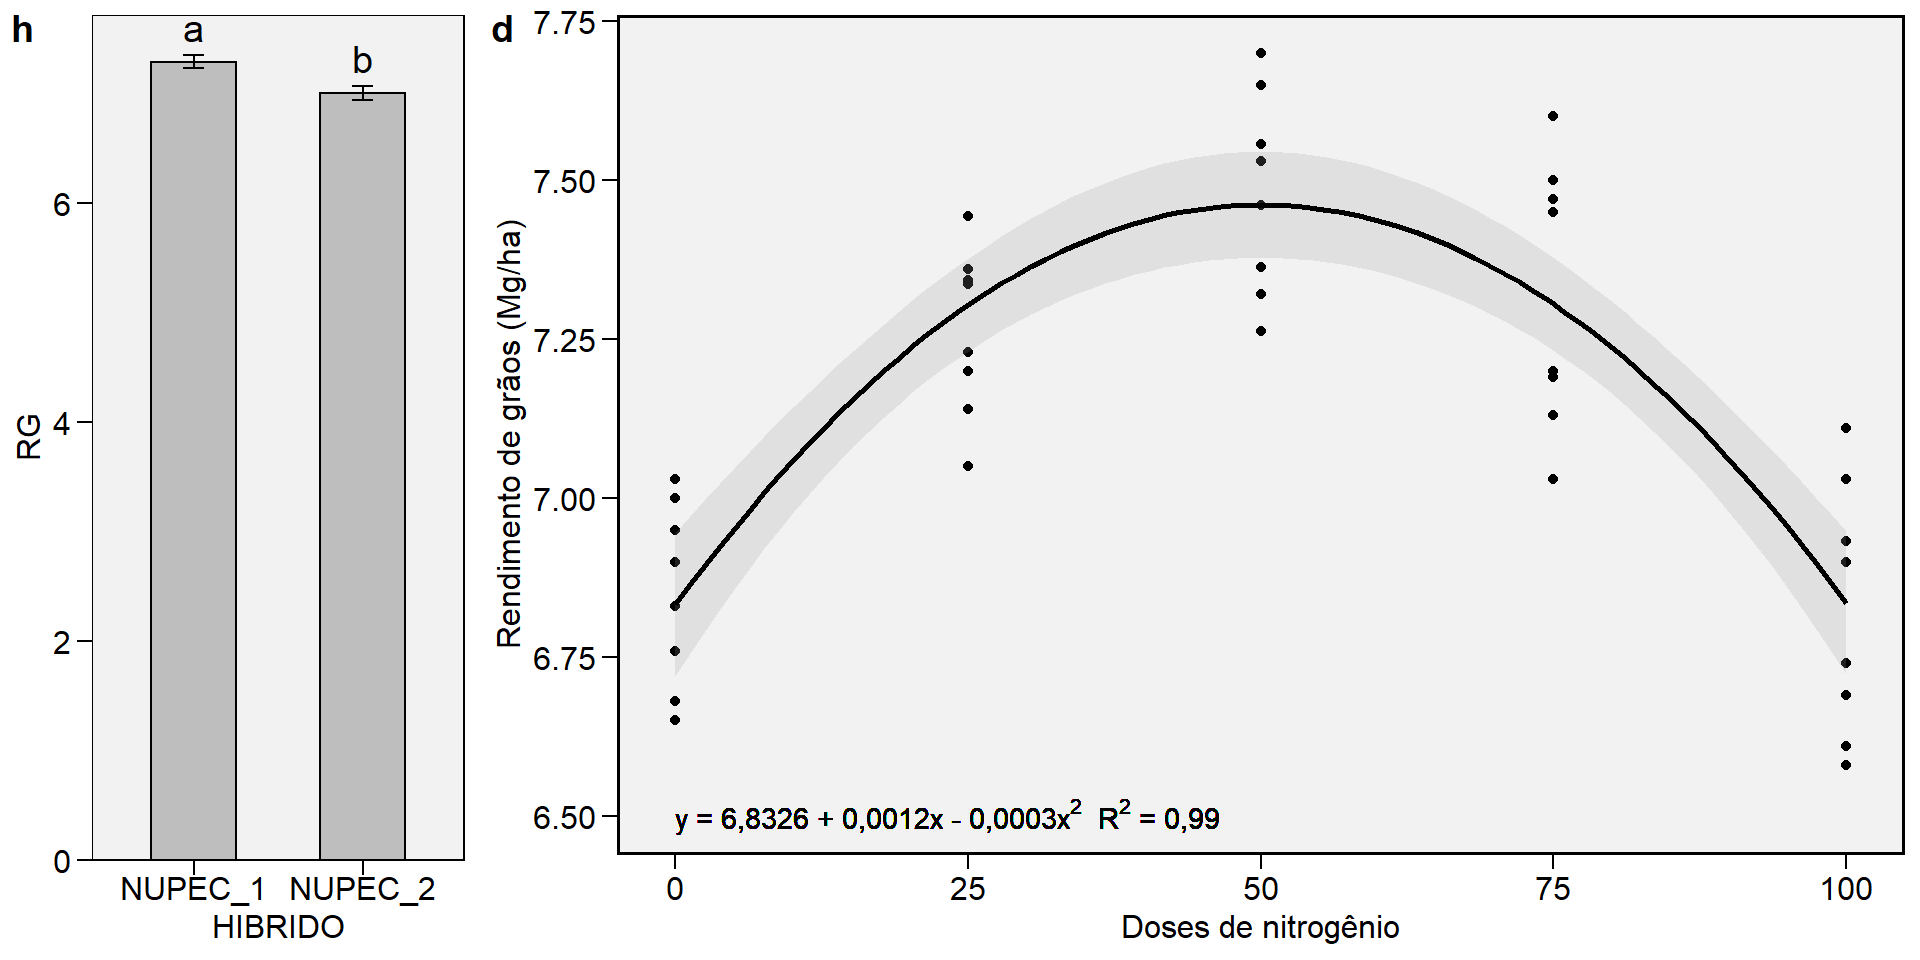 h
a
b
6
4
2
0
RG
NUPEC_1 NUPEC_2
HIBRIDO
d
7.75
7.50
7.25
7.00
6.75
6.50
Rendimento de grãos (Mg/ha)
y = 6,8326 + 0,0012x - 0,0003x² R² = 0,99
0 25 50 75 100
Doses de nitrogênio